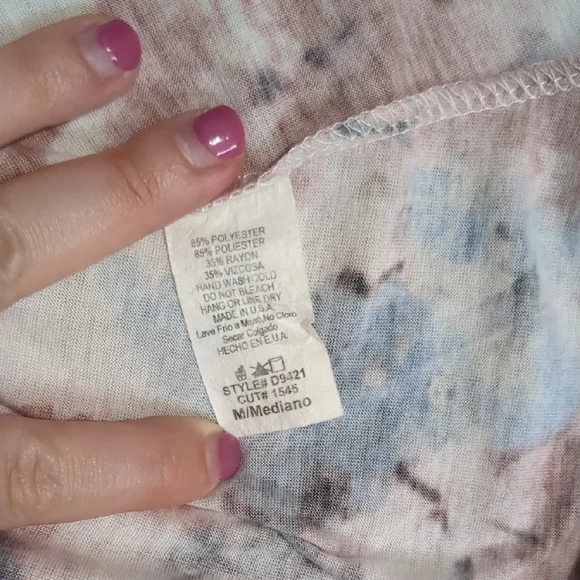 65% POLYESTER
65% POLIESTER
35% RAYON
35% VIZCOSA
HAND WASH COLD
DO NOT BLEACH
HANG OR LINE DRY
MADE IN U.S.A
Lave Frio a Mano,No Cloro
Secar Colgado
HECHO EN E.U.A.
STYLE# D9421
CUT# 1545
M/Mediano